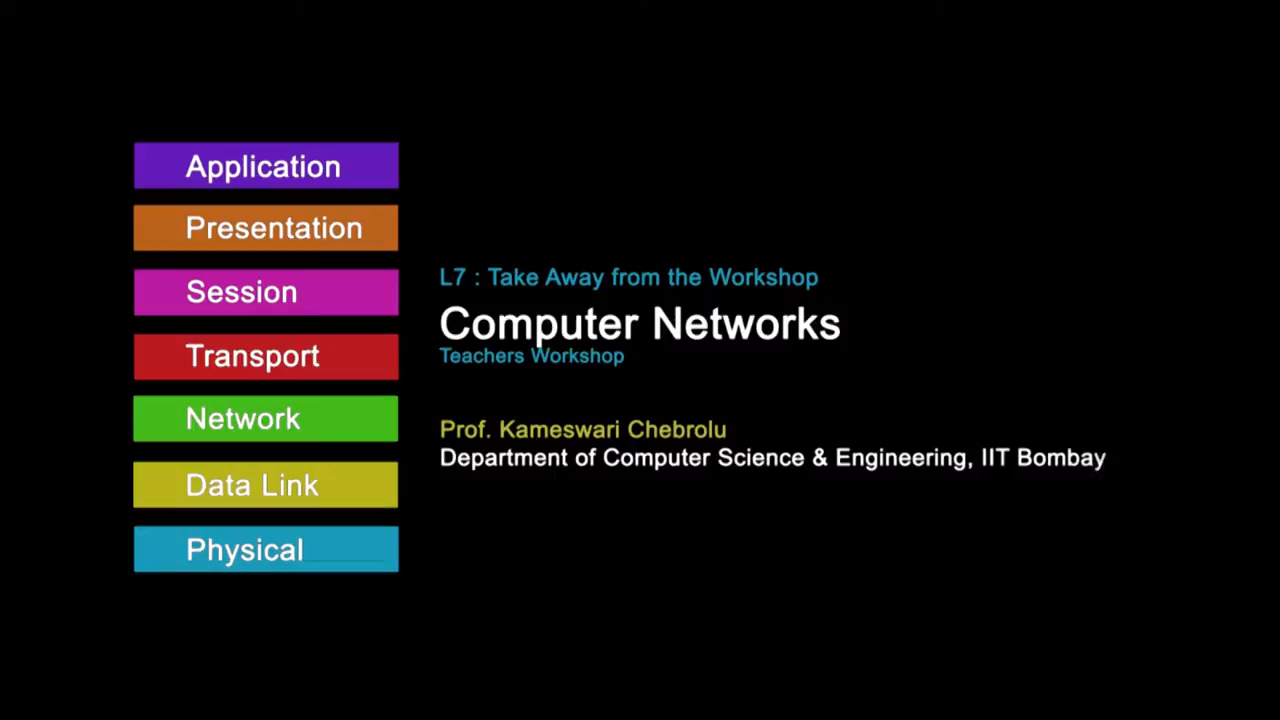 Application
Presentation
Session
Transport
Network
Data Link
Physical
L7 : Take Away from the Workshop
Computer Networks
Teachers Workshop
Prof. Kameswari Chebrolu
Department of Computer Science & Engineering, IIT Bombay